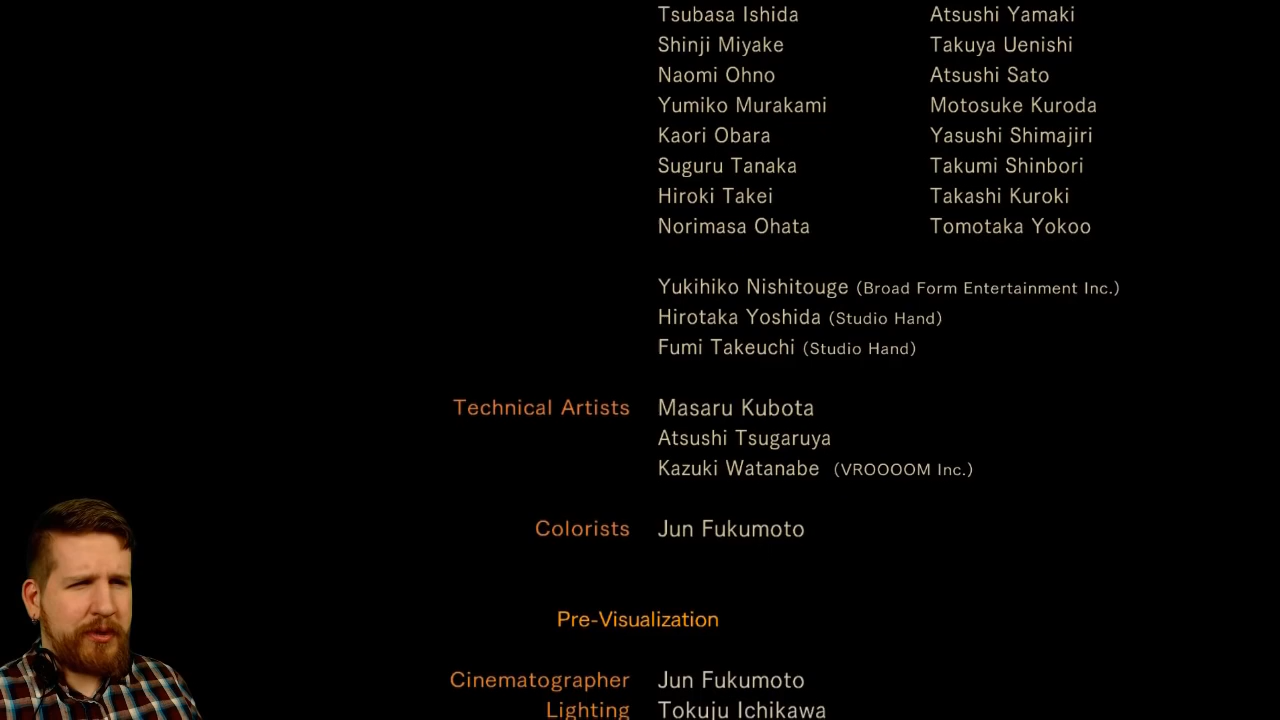 Tsubasa Ishida Atsushi Yamaki
Shinji Miyake Takuya Uenishi
Naomi Ohno Atsushi Sato
Yumiko Murakami Motosuke Kuroda
Kaori Obara Yasushi Shimajiri
Suguru Tanaka Takumi Shinbori
Hiroki Takei Takashi Kuroki
Norimasa Ohata Tomotaka Yokoo
Yukihiko Nishitouge (Broad Form Entertainment Inc.)
Hirotaka Yoshida (Studio Hand)
Fumi Takeuchi (Studio Hand)
Technical Artists Masaru Kubota
Atsushi Tsugaruya
Kazuki Watanabe (VROOOOM Inc.)
Colorists Jun Fukumoto
Pre-Visualization
Cinematographer Jun Fukumoto
Lighting Tokuju Ichikawa